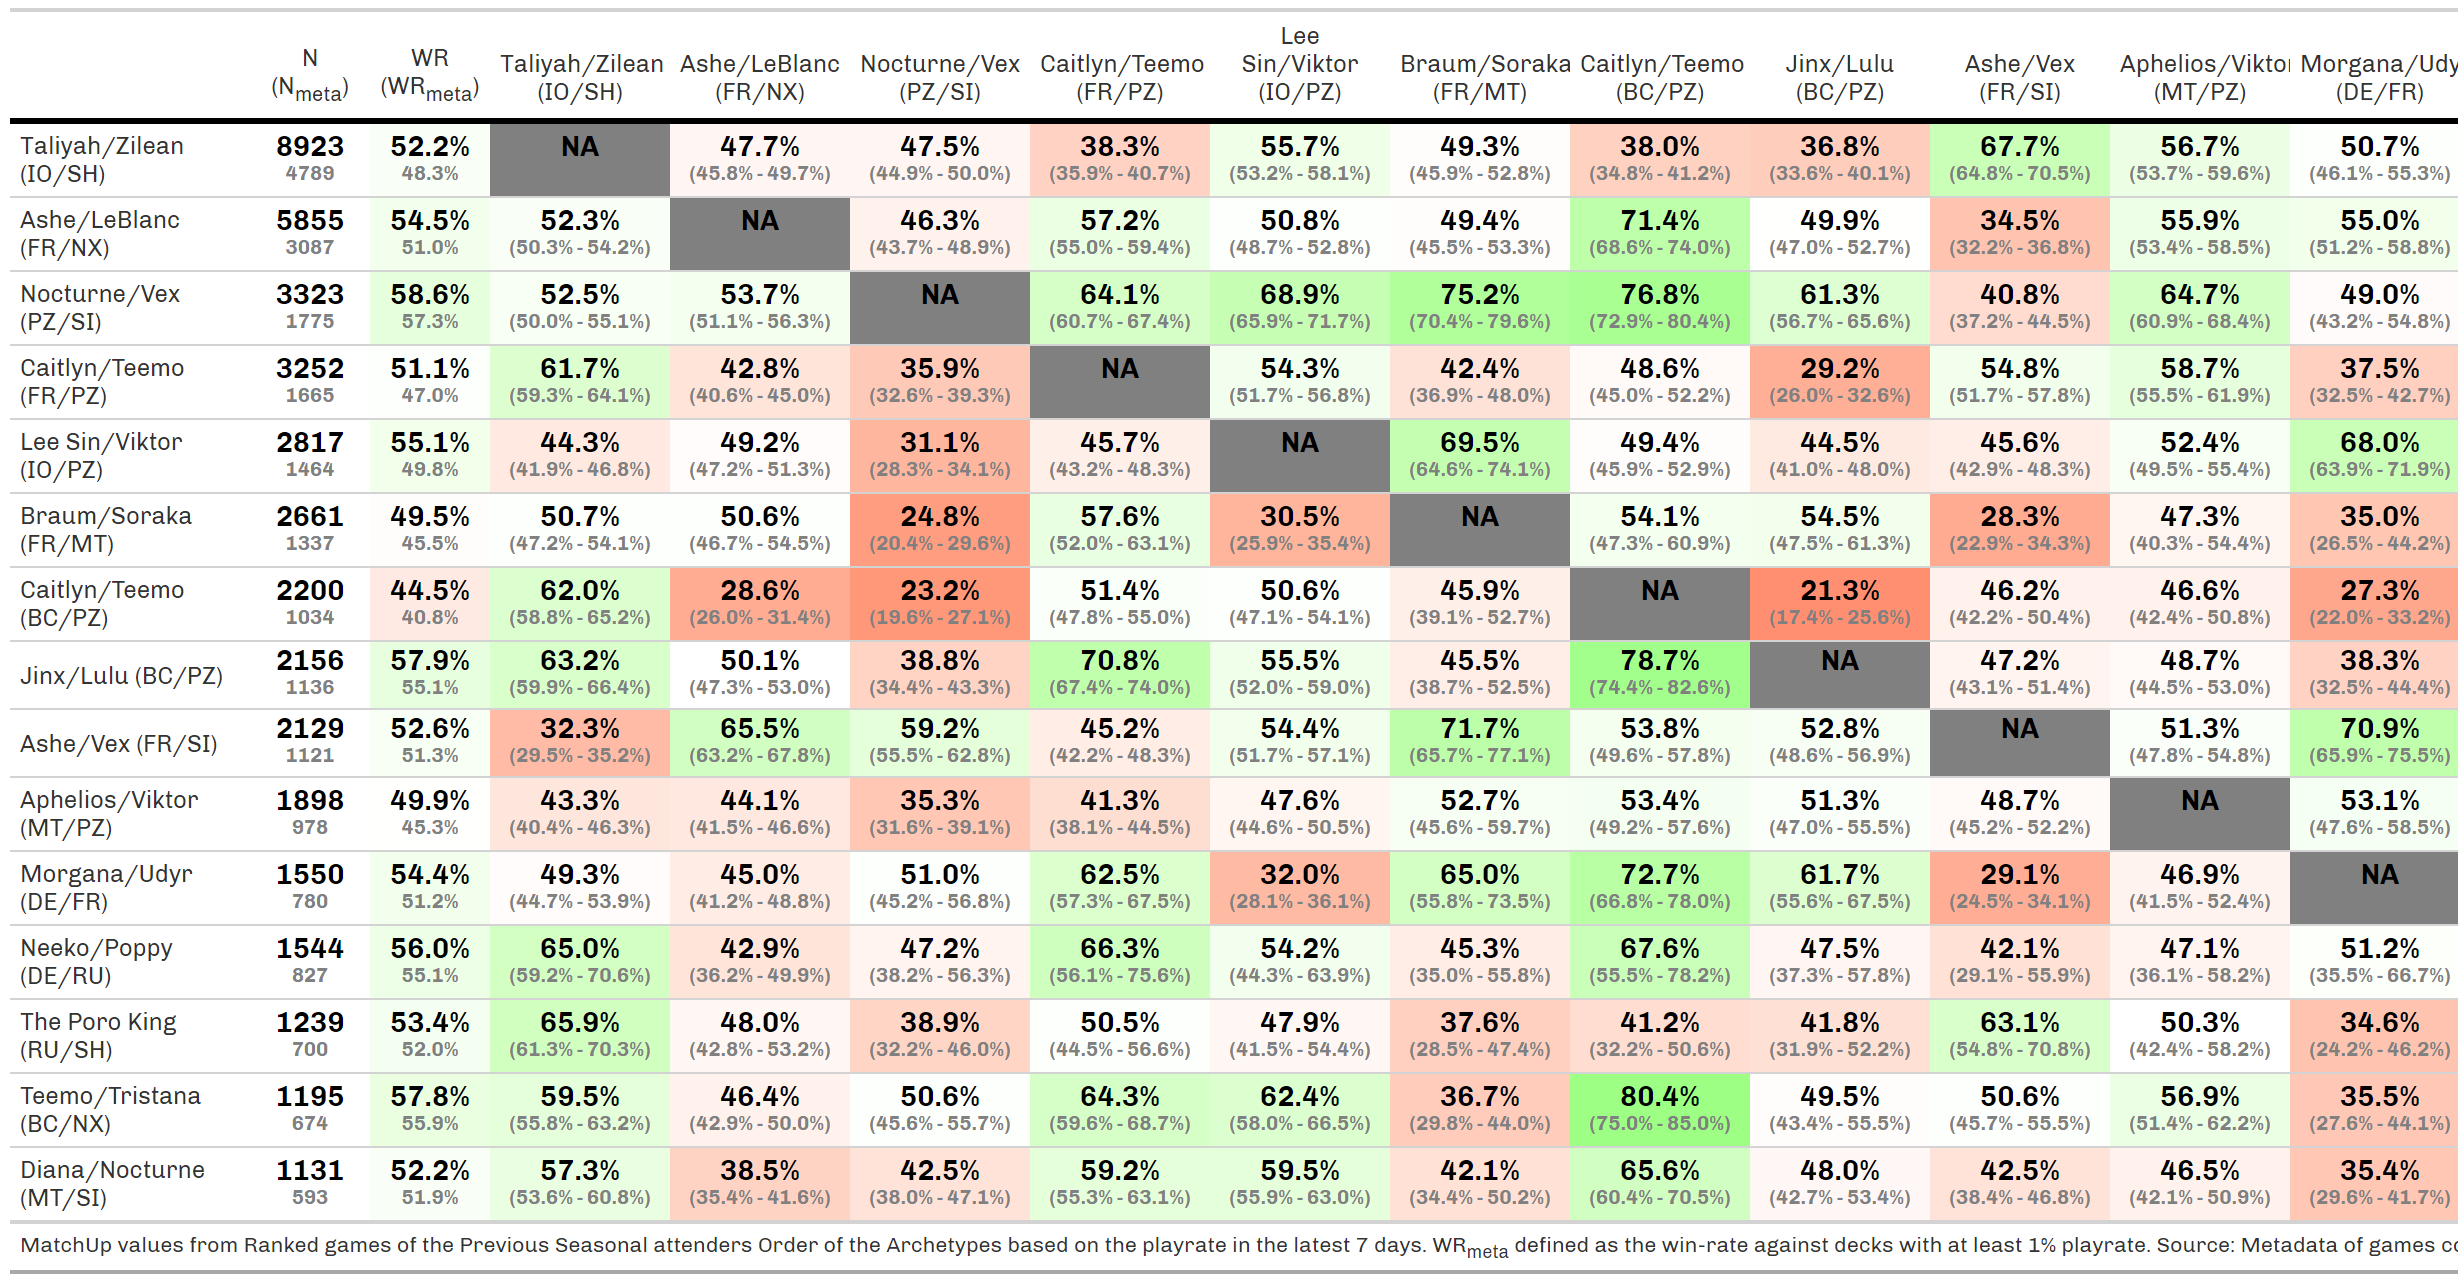 Lee
N WR Taliyah/Zilean Ashe/LeBlanc Nocturne/Vex Caitlyn/Teemo Sin/Viktor Braum/Soraka Caitlyn/Teemo Jinx/Lulu Ashe/Vex Aphelios/Viktor Morgana/Udy
(Nmeta) (WRmeta) (IO/SH) (FR/NX) (PZ/SI) (FR/PZ) (IO/PZ) (FR/MT) (BC/PZ) (BC/PZ) (FR/SI) (MT/PZ) (DE/FR)
Taliyah/Zilean 8923 52.2% NA 47.7% 47.5% 38.3% 55.7% 49.3% 38.0% 36.8% 67.7% 56.7% 50.7%
(IO/SH) 4789 48.3% (45.8% - 49.7%) (44.9% - 50.0%) (35.9% - 40.7%) (53.2% - 58.1%) (45.9% - 52.8%) (34.8% - 41.2%) (33.6% - 40.1%) (64.8% - 70.5%) (53.7% - 59.6%) (46.1% - 55.3%)
Ashe/LeBlanc 5855 54.5% 52.3% NA 46.3% 57.2% 50.8% 49.4% 71.4% 49.9% 34.5% 55.9% 55.0%
(FR/NX) 3087 51.0% (50.3% - 54.2%) (43.7% - 48.9%) (55.0% - 59.4%) (48.7% - 52.8%) (45.5% - 53.3%) (68.6% - 74.0%) (47.0% - 52.7%) (32.2% - 36.8%) (53.4% - 58.5%) (51.2% - 58.8%)
Nocturne/Vex 3323 58.6% 52.5% 53.7% NA 64.1% 68.9% 75.2% 76.8% 61.3% 40.8% 64.7% 49.0%
(PZ/SI) 1775 57.3% (50.0% - 55.1%) (51.1% - 56.3%) (60.7% - 67.4%) (65.9% - 71.7%) (70.4% - 79.6%) (72.9% - 80.4%) (56.7% - 65.6%) (37.2% - 44.5%) (60.9% - 68.4%) (43.2% - 54.8%)
Caitlyn/Teemo 3252 51.1% 61.7% 42.8% 35.9% NA 54.3% 42.4% 48.6% 29.2% 54.8% 58.7% 37.5%
(FR/PZ) 1665 47.0% (59.3% - 64.1%) (40.6% - 45.0%) (32.6% - 39.3%) (51.7% - 56.8%) (36.9% - 48.0%) (45.0% - 52.2%) (26.0% - 32.6%) (51.7% - 57.8%) (55.5% - 61.9%) (32.5% - 42.7%)
Lee Sin/Viktor 2817 55.1% 44.3% 49.2% 31.1% 45.7% NA 69.5% 49.4% 44.5% 45.6% 52.4% 68.0%
(IO/PZ) 1464 49.8% (41.9% - 46.8%) (47.2% - 51.3%) (28.3% - 34.1%) (43.2% - 48.3%) (64.6% - 74.1%) (45.9% - 52.9%) (41.0% - 48.0%) (42.9% - 48.3%) (49.5% - 55.4%) (63.9% - 71.9%)
Braum/Soraka 2661 49.5% 50.7% 50.6% 24.8% 57.6% 30.5% NA 54.1% 54.5% 28.3% 47.3% 35.0%
(FR/MT) 1337 45.5% (47.2% - 54.1%) (46.7% - 54.5%) (20.4% - 29.6%) (52.0% - 63.1%) (25.9% - 35.4%) (47.3% - 60.9%) (47.5% - 61.3%) (22.9% - 34.3%) (40.3% - 54.4%) (26.5% - 44.2%)
Caitlyn/Teemo 2200 44.5% 62.0% 28.6% 23.2% 51.4% 50.6% 45.9% NA 21.3% 46.2% 46.6% 27.3%
(BC/PZ) 1034 40.8% (58.8% - 65.2%) (26.0% - 31.4%) (19.6% - 27.1%) (47.8% - 55.0%) (47.1% - 54.1%) (39.1% - 52.7%) (17.4% - 25.6%) (42.2% - 50.4%) (42.4% - 50.8%) (22.0% - 33.2%)
Jinx/Lulu (BC/PZ) 2156 57.9% 63.2% 50.1% 38.8% 70.8% 55.5% 45.5% 78.7% NA 47.2% 48.7% 38.3%
1136 55.1% (59.9% - 66.4%) (47.3% - 53.0%) (34.4% - 43.3%) (67.4% - 74.0%) (52.0% - 59.0%) (38.7% - 52.5%) (74.4% - 82.6%) (43.1% - 51.4%) (44.5% - 53.0%) (32.5% - 44.4%)
Ashe/Vex (FR/SI) 2129 52.6% 32.3% 65.5% 59.2% 45.2% 54.4% 71.7% 53.8% 52.8% NA 51.3% 70.9%
1121 51.3% (29.5% - 35.2%) (63.2% - 67.8%) (55.5% - 62.8%) (42.2% - 48.3%) (51.7% - 57.1%) (65.7% - 77.1%) (49.6% - 57.8%) (48.6% - 56.9%) (47.8% - 54.8%) (65.9% - 75.5%)
Aphelios/Viktor 1898 49.9% 43.3% 44.1% 35.3% 41.3% 47.6% 52.7% 53.4% 51.3% 48.7% NA 53.1%
(MT/PZ) 978 45.3% (40.4% - 46.3%) (41.5% - 46.6%) (31.6% - 39.1%) (38.1% - 44.5%) (44.6% - 50.5%) (45.6% - 59.7%) (49.2% - 57.6%) (47.0% - 55.5%) (45.2% - 52.2%) (47.6% - 58.5%)
Morgana/Udyr 1550 54.4% 49.3% 45.0% 51.0% 62.5% 32.0% 65.0% 72.7% 61.7% 29.1% 46.9% NA
(DE/FR) 780 51.2% (44.7% - 53.9%) (41.2% - 48.8%) (45.2% - 56.8%) (57.3% - 67.5%) (28.1% - 36.1%) (55.8% - 73.5%) (66.8% - 78.0%) (55.6% - 67.5%) (24.5% - 34.1%) (41.5% - 52.4%)
Neeko/Poppy 1544 56.0% 65.0% 42.9% 47.2% 66.3% 54.2% 45.3% 67.6% 47.5% 42.1% 47.1% 51.2%
(DE/RU) 827 55.1% (59.2% - 70.6%) (36.2% - 49.9%) (38.2% - 56.3%) (56.1% - 75.6%) (44.3% - 63.9%) (35.0% - 55.8%) (55.5% - 78.2%) (37.3% - 57.8%) (29.1% - 55.9%) (36.1% - 58.2%) (35.5% - 66.7%)
The Poro King 1239 53.4% 65.9% 48.0% 38.9% 50.5% 47.9% 37.6% 41.2% 41.8% 63.1% 50.3% 34.6%
(RU/SH) 700 52.0% (61.3% - 70.3%) (42.8% - 53.2%) (32.2% - 46.0%) (44.5% - 56.6%) (41.5% - 54.4%) (28.5% - 47.4%) (32.2% - 50.6%) (31.9% - 52.2%) (54.8% - 70.8%) (42.4% - 58.2%) (24.2% - 46.2%)
Teemo/Tristana 1195 57.8% 59.5% 46.4% 50.6% 64.3% 62.4% 36.7% 80.4% 49.5% 50.6% 56.9% 35.5%
(BC/NX) 674 55.9% (55.8% - 63.2%) (42.9% - 50.0%) (45.6% - 55.7%) (59.6% - 68.7%) (58.0% - 66.5%) (29.8% - 44.0%) (75.0% - 85.0%) (43.4% - 55.5%) (45.7% - 55.5%) (51.4% - 62.2%) (27.6% - 44.1%)
Diana/Nocturne 1131 52.2% 57.3% 38.5% 42.5% 59.2% 59.5% 42.1% 65.6% 48.0% 42.5% 46.5% 35.4%
(MT/SI) 593 51.9% (53.6% - 60.8%) (35.4% - 41.6%) (38.0% - 47.1%) (55.3% - 63.1%) (55.9% - 63.0%) (34.4% - 50.2%) (60.4% - 70.5%) (42.7% - 53.4%) (38.4% - 46.8%) (42.1% - 50.9%) (29.6% - 41.7%)
MatchUp values from Ranked games of the Previous Seasonal attenders Order of the Archetypes based on the playrate in the latest 7 days. WRmeta defined as the win-rate against decks with at least 1% playrate. Source: Metadata of games co